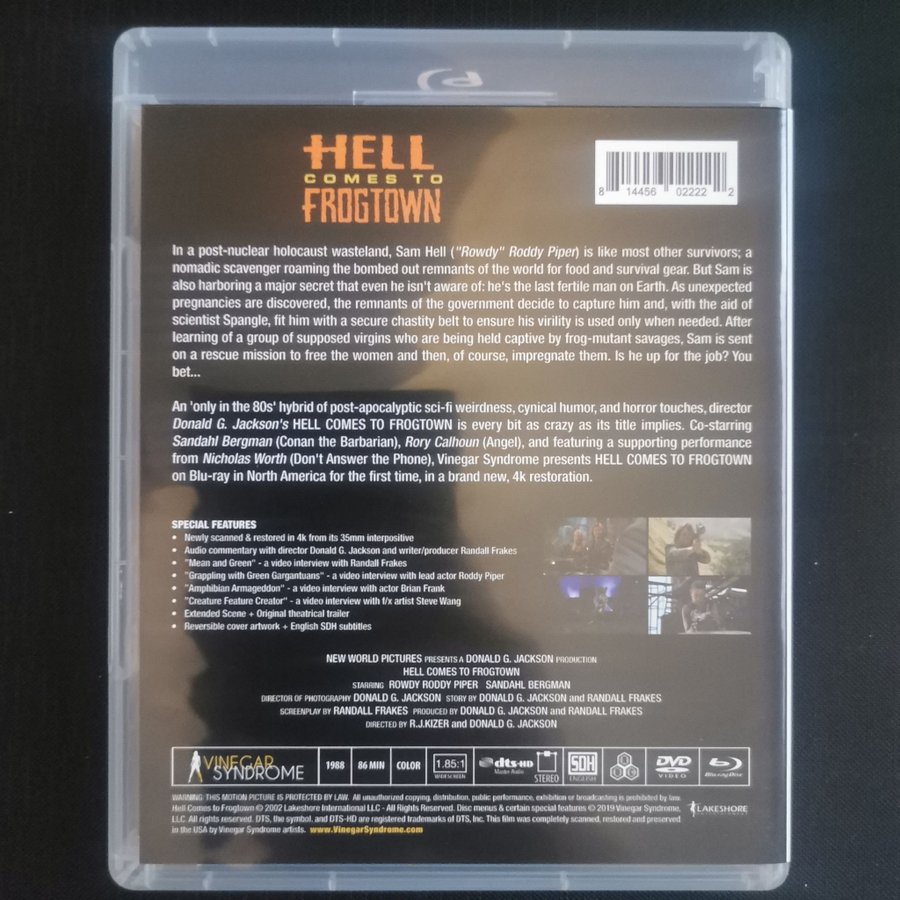 HELL
COMES TO
FROGTOWN
8 14456 02222 2
In a post-nuclear holocaust wasteland, Sam Hell ("Rowdy" Roddy Piper) is like most other survivors; a
nomadic scavenger roaming the bombed out remnants of the world for food and survival gear. But Sam is
also harboring a major secret that even he isn't aware of: he's the last fertile man on Earth. As unexpected
pregnancies are discovered, the remnants of the government decide to capture him and, with the aid of
scientist Spangle, fit him with a secure chastity belt to ensure his virility is used only when needed. After
learning of a group of supposed virgins who are being held captive by frog-mutant savages, Sam is sent
on a rescue mission to free the women and then, of course, impregnate them. Is he up for the job? You
bet...
An 'only in the 80s' hybrid of post-apocalyptic sci-fi weirdness, cynical humor, and horror touches, director
Donald G. Jackson's HELL COMES TO FROGTOWN is every bit as crazy as its title implies. Co-starring
Sandahl Bergman (Conan the Barbarian), Rory Calhoun (Angel), and featuring a supporting performance
from Nicholas Worth (Don't Answer the Phone), Vinegar Syndrome presents HELL COMES TO FROGTOWN
on Blu-ray in North America for the first time, in a brand new, 4k restoration.
SPECIAL FEATURES
• Newly scanned & restored in 4k from its 35mm interpositive
• Audio commentary with director Donald G. Jackson and writer/producer Randall Frakes
• "Mean and Green" - a video interview with Randall Frakes
• "Grappling with Green Gargantuans" - a video interview with lead actor Roddy Piper
• "Amphibian Armageddon" - a video interview with actor Brian Frank
• "Creature Feature Creator" - a video interview with f/x artist Steve Wang
• Extended Scene + Original theatrical trailer
• Reversible cover artwork + English SDH subtitles
NEW WORLD PICTURES PRESENTS A DONALD G. JACKSON PRODUCTION
HELL COMES TO FROGTOWN
STARRING ROWDY RODDY PIPER SANDAHL BERGMAN
DIRECTOR OF PHOTOGRAPHY DONALD G. JACKSON STORY BY DONALD G. JACKSON and RANDALL FRAKES
SCREENPLAY BY RANDALL FRAKES PRODUCED BY DONALD G. JACKSON and RANDALL FRAKES
DIRECTED BY R.J.KIZER and DONALD G. JACKSON
VINEGAR SYNDROME 1988 86 MIN COLOR 1.85:1 WIDESCREEN dts-HD Master Audio STEREO SDH ENGLISH DVD VIDEO Blu-ray Disc
WARNING: THIS MOTION PICTURE IS PROTECTED BY LAW. All unauthorized copying, distribution, public performance, exhibition or broadcasting is prohibited by law.
Hell Comes to Frogtown © 2002 Lakeshore International LLC - All Rights Reserved. Disc menus & certain special features © 2019 Vinegar Syndrome,
LLC. All rights reserved. DTS, the symbol, and DTS-HD are registered trademarks of DTS, Inc. This film was completely scanned, restored and preserved
in the USA by Vinegar Syndrome artists. www.VinegarSyndrome.com
LAKESHORE